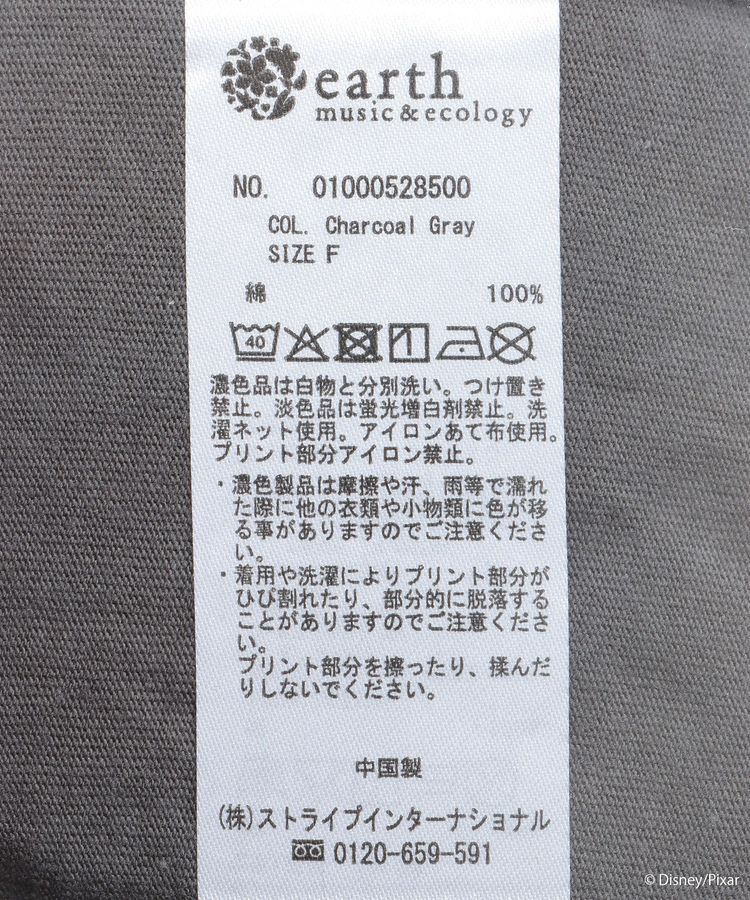 earth
music&ecology
NO. 01000528500
COL. Charcoal Gray
SIZE F
綿 100%
40
濃色品は白物と分別洗い。つけ置き
禁止。淡色品は蛍光増白剤禁止。洗
濯ネット使用。アイロンあて布使用。
プリント部分アイロン禁止。
・濃色製品は摩擦や汗、雨等で濡れ
た際に他の衣類や小物類に色が移
る事がありますのでご注意くださ
い。
・着用や洗濯によりプリント部分が
ひび割れたり、部分的に脱落する
ことがありますのでご注意くださ
い。
プリント部分を擦ったり、揉んだ
りしないでください。
中国製
(株)ストライプインターナショナル
0120-659-591
© Disney/Pixar